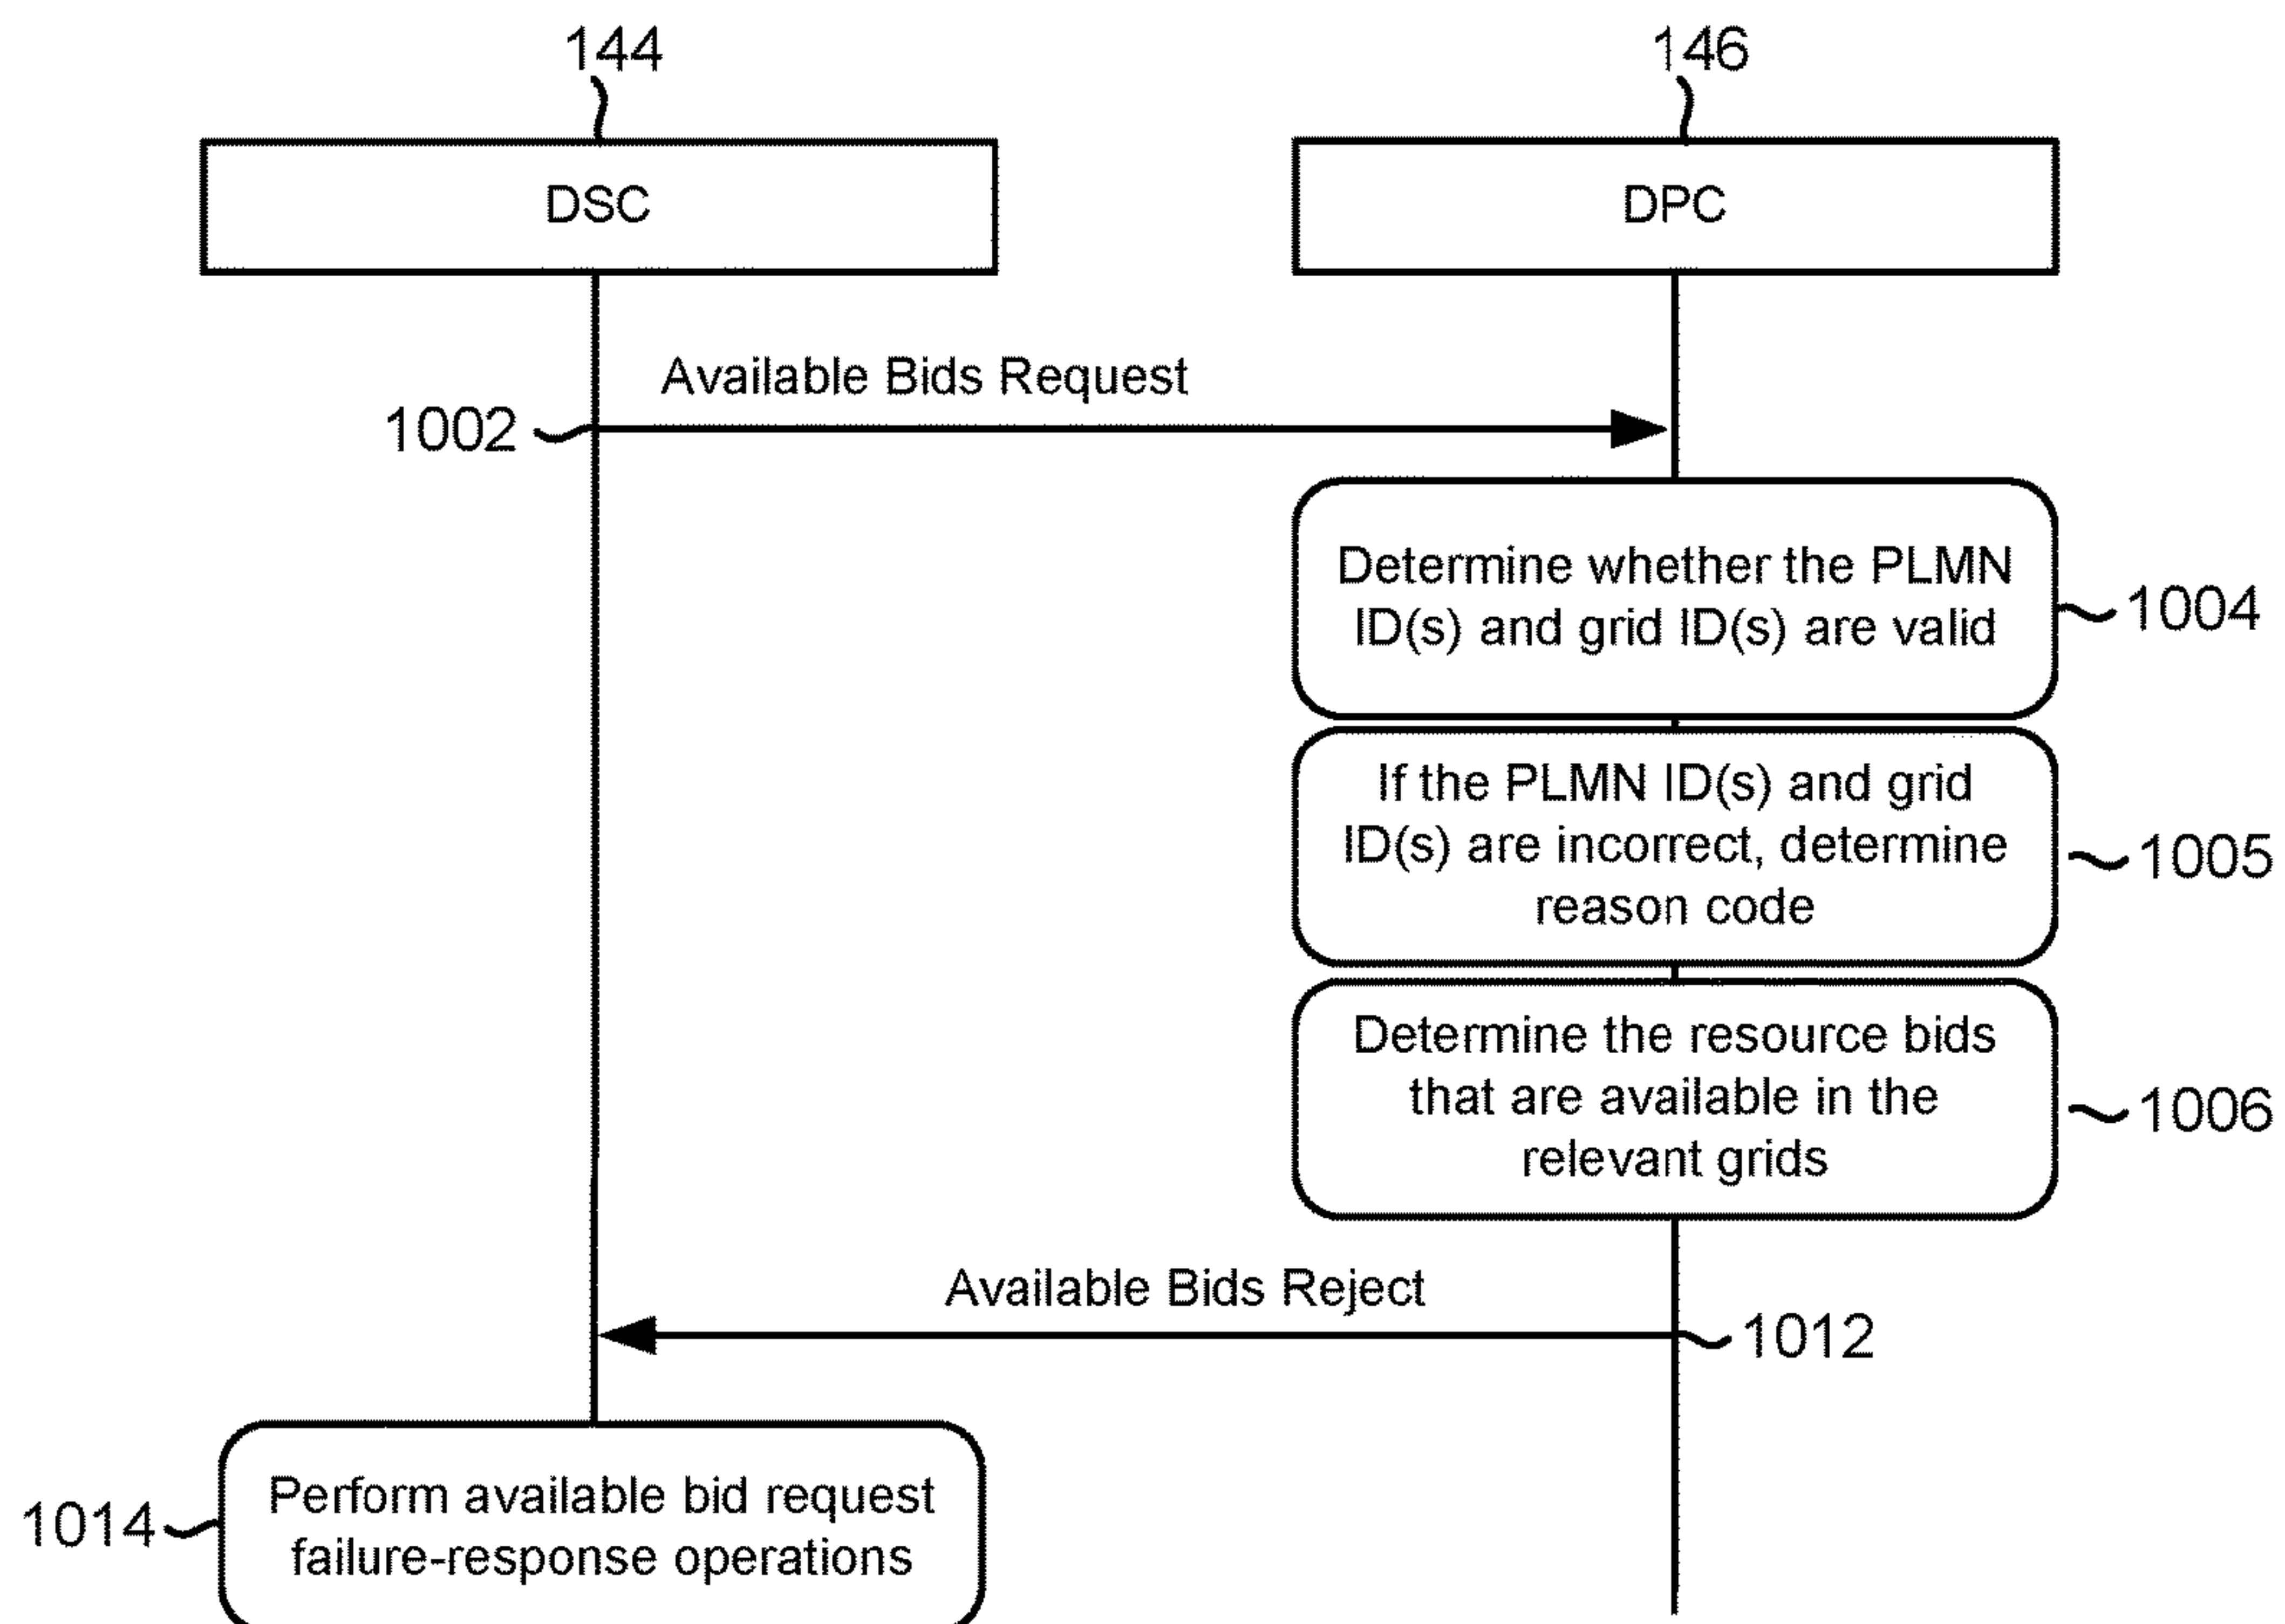 144
146
DSC
DPC
Available Bids Request
1002
Determine whether the PLMN
ID(s) and grid ID(s) are valid
1004
If the PLMN ID(s) and grid
ID(s) are incorrect, determine
reason code
1005
Determine the resource bids
that are available in the
relevant grids
1006
Available Bids Reject
1012
Perform available bid request
failure-response operations
1014